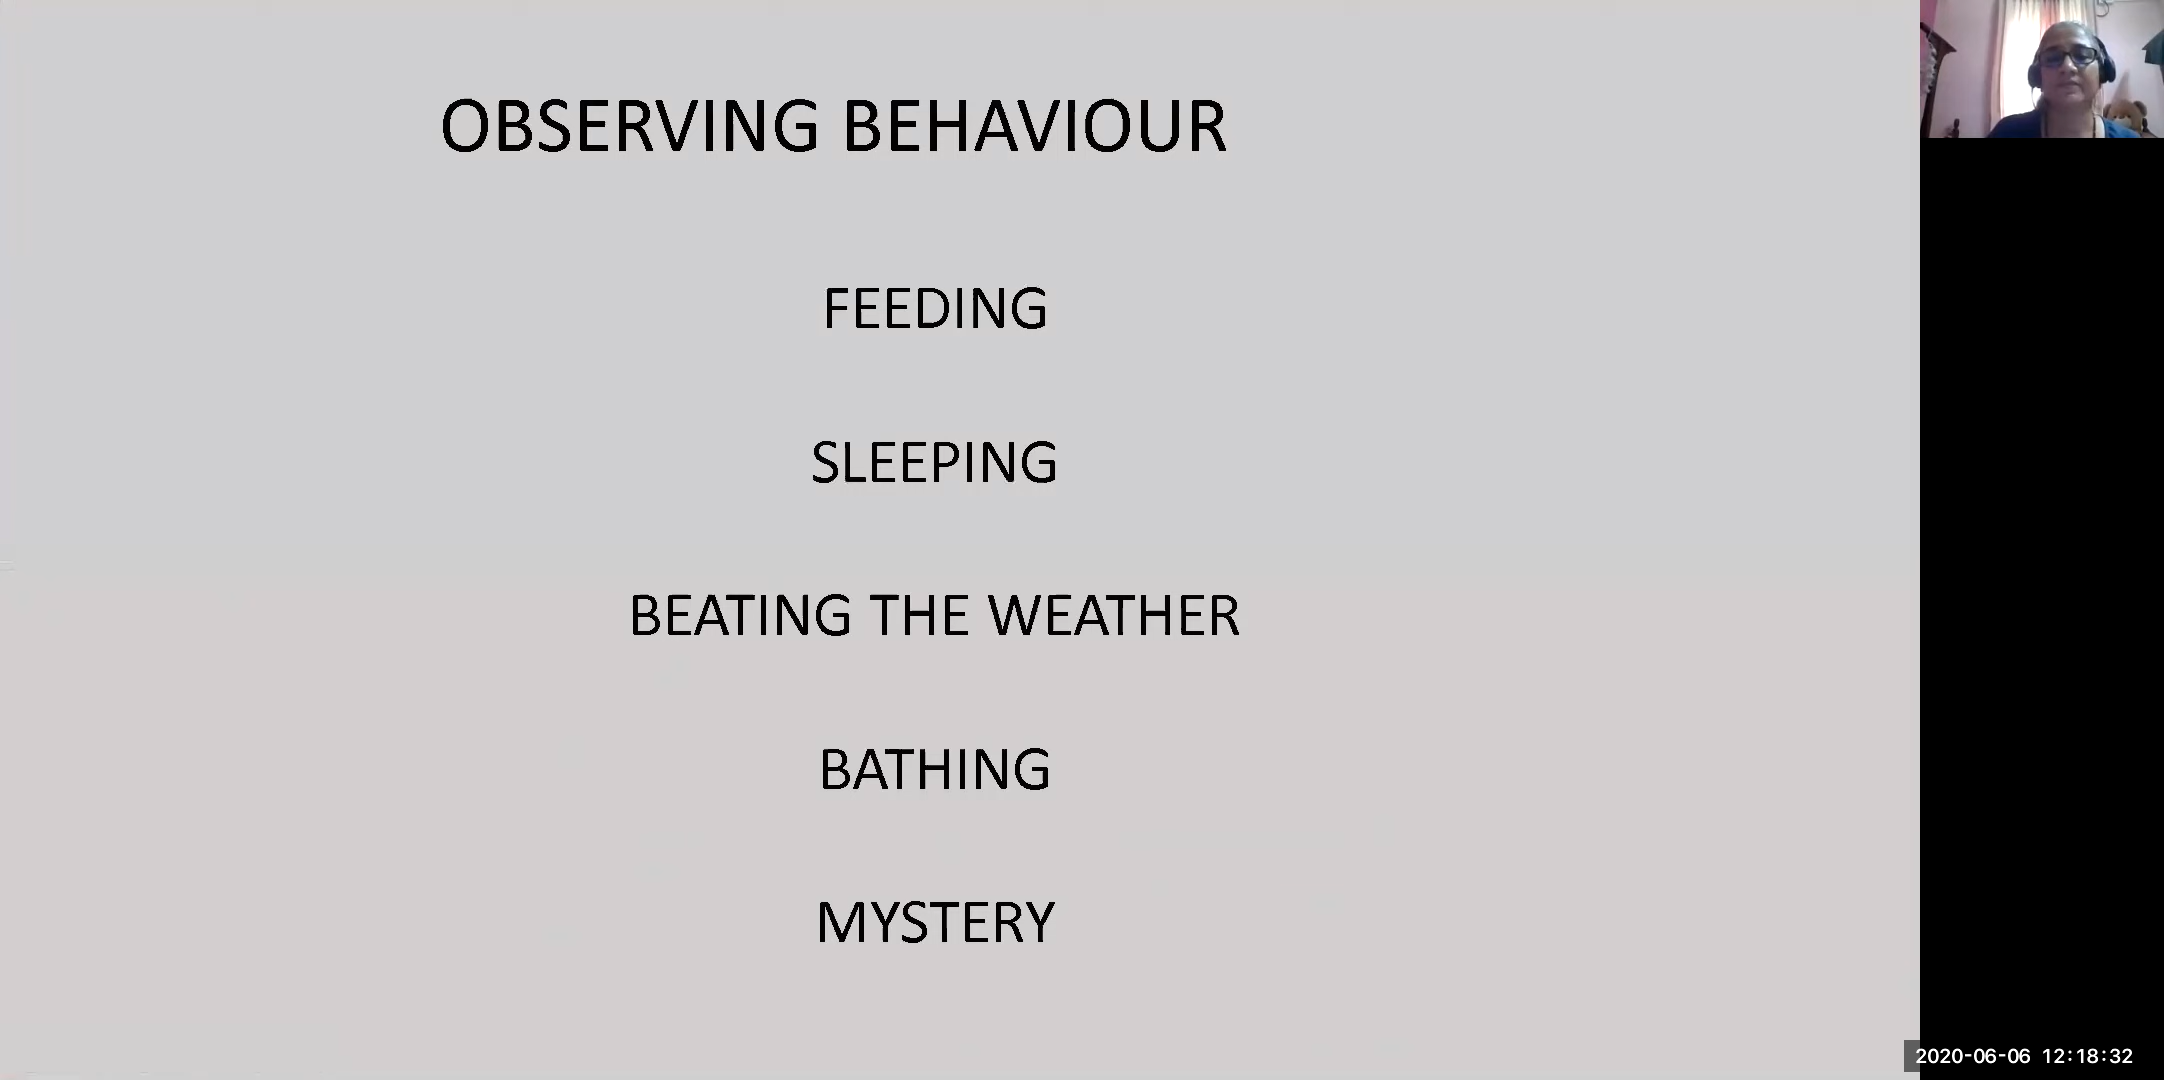 OBSERVING BEHAVIOUR
FEEDING
SLEEPING
BEATING THE WEATHER
BATHING
MYSTERY
2020-06-06 12:18:32